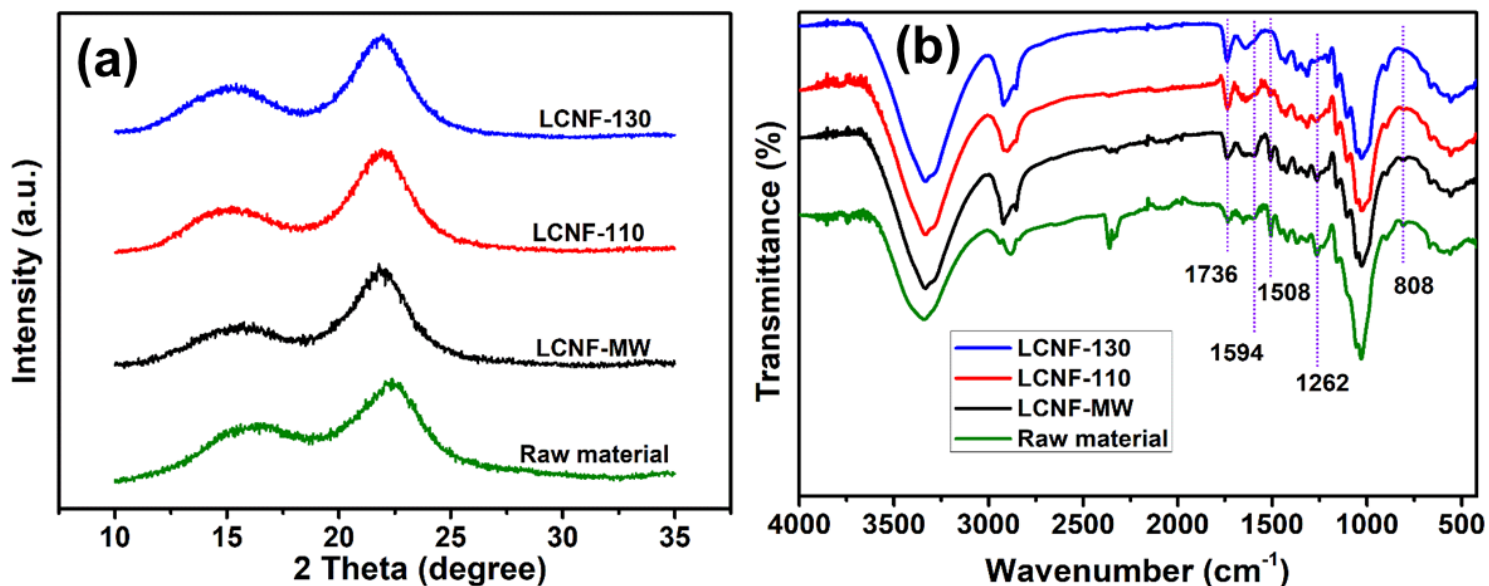 (a)
LCNF-130
LCNF-110
LCNF-MW
Raw material
Intensity (a.u.)
10 15 20 25 30 35
2 Theta (degree)
(b)
Transmittance (%)
1736
1508
808
1594
1262
LCNF-130
LCNF-110
LCNF-MW
Raw material
4000 3500 3000 2500 2000 1500 1000 500
Wavenumber (cm⁻¹)